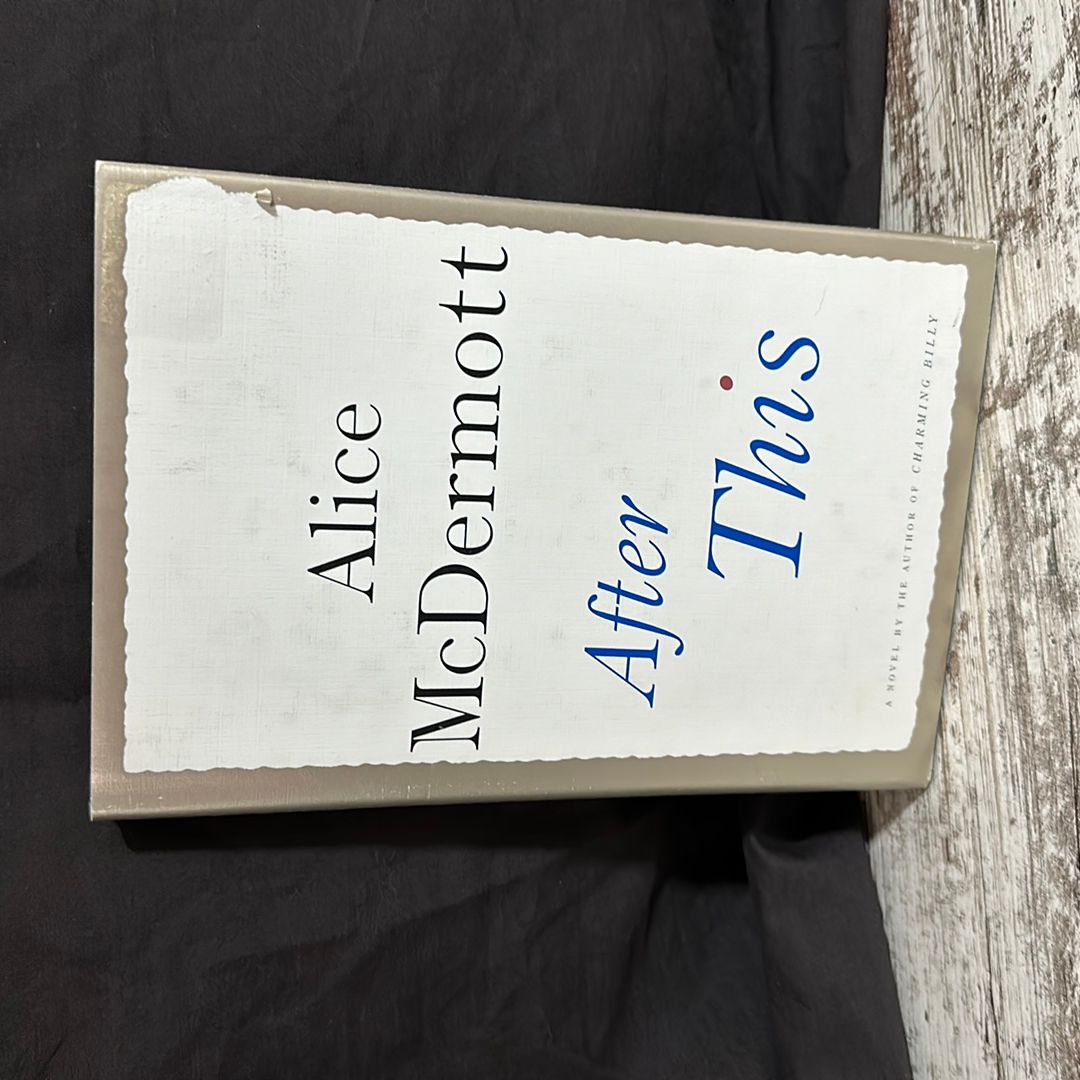 Alice
McDermott
After
This
A NOVEL BY THE AUTHOR OF CHARMING BILLY